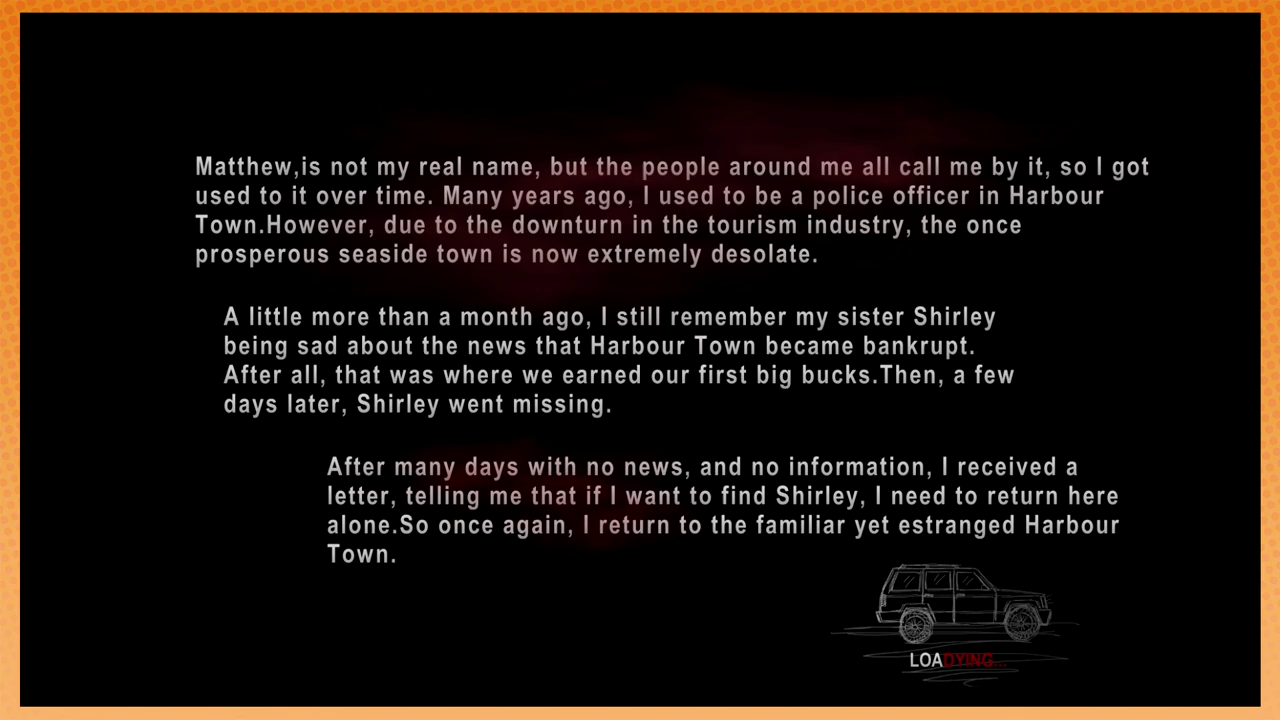 Matthew,is not my real name, but the people around me all call me by it, so I got
used to it over time. Many years ago, I used to be a police officer in Harbour
Town.However, due to the downturn in the tourism industry, the once
prosperous seaside town is now extremely desolate.
A little more than a month ago, I still remember my sister Shirley
being sad about the news that Harbour Town became bankrupt.
After all, that was where we earned our first big bucks.Then, a few
days later, Shirley went missing.
After many days with no news, and no information, I received a
letter, telling me that if I want to find Shirley, I need to return here
alone.So once again, I return to the familiar yet estranged Harbour
Town.
LOADYING...